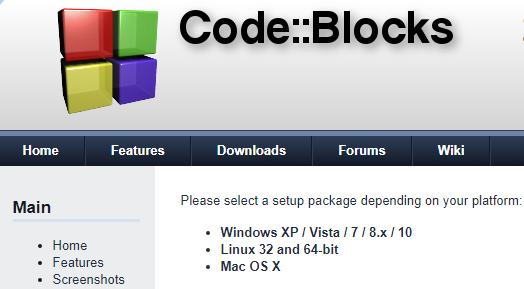 Code::Blocks
Home Features Downloads Forums Wiki
Main
Home
Features
Screenshots
Please select a setup package depending on your platform:
Windows XP / Vista / 7 / 8.x / 10
Linux 32 and 64-bit
Mac OS X